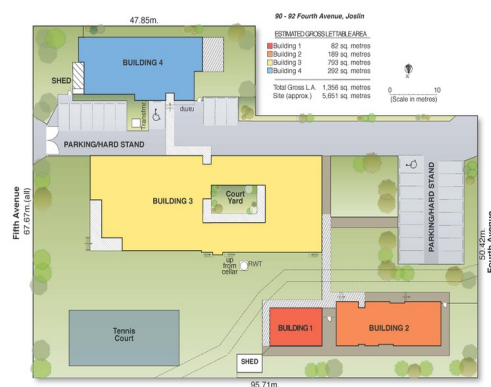 47.85m.
90 - 92 Fourth Avenue, Joslin
ESTIMATED GROSS LETTABLE AREA
Building 1 82 sq. metres
Building 2 189 sq. metres
Building 3 793 sq. metres
Building 4 292 sq. metres
Total Gross L.A. 1,356 sq. metres
Site (approx.) 5,651 sq. metres
0 10
(Scale in metres)
BUILDING 4
SHED
Transfmr.
ramp
PARKING/HARD STAND
Fifth Avenue
67.67m.(all)
BUILDING 3
Court
Yard
PARKING/HARD STAND
50.42m.
Fourth Avenue
up
from
cellar
RWT
Tennis
Court
BUILDING 1
BUILDING 2
SHED
95.71m.